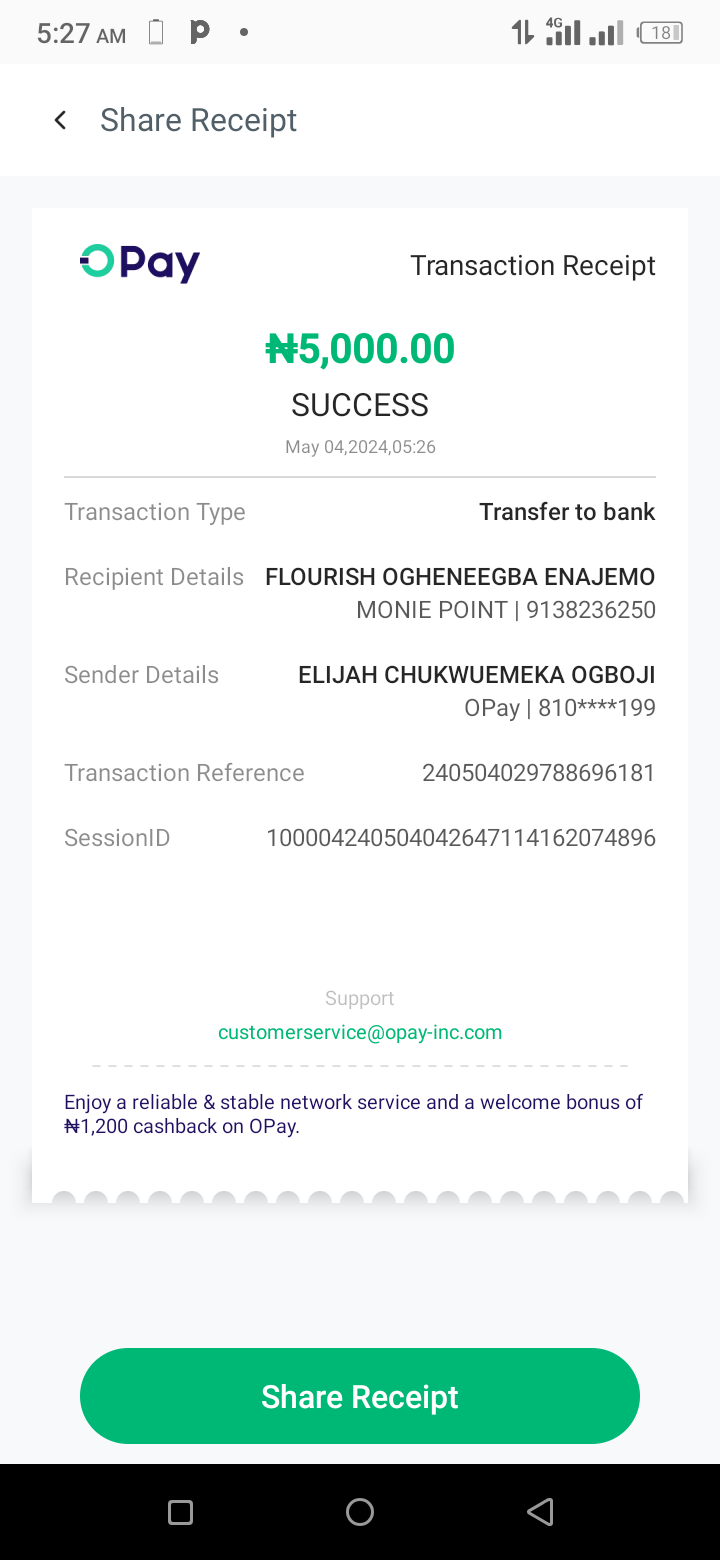 5:27 AM
4G
18
Share Receipt
OPay
Transaction Receipt
₦5,000.00
SUCCESS
May 04,2024,05:26
Transaction Type Transfer to bank
Recipient Details FLOURISH OGHENEEGBA ENAJEMO
MONIE POINT | 9138236250
Sender Details ELIJAH CHUKWUEMEKA OGBOJI
OPay | 810****199
Transaction Reference 240504029788696181
SessionID 100004240504042647114162074896
Support
customerservice@opay-inc.com
Enjoy a reliable & stable network service and a welcome bonus of
₦1,200 cashback on OPay.
Share Receipt